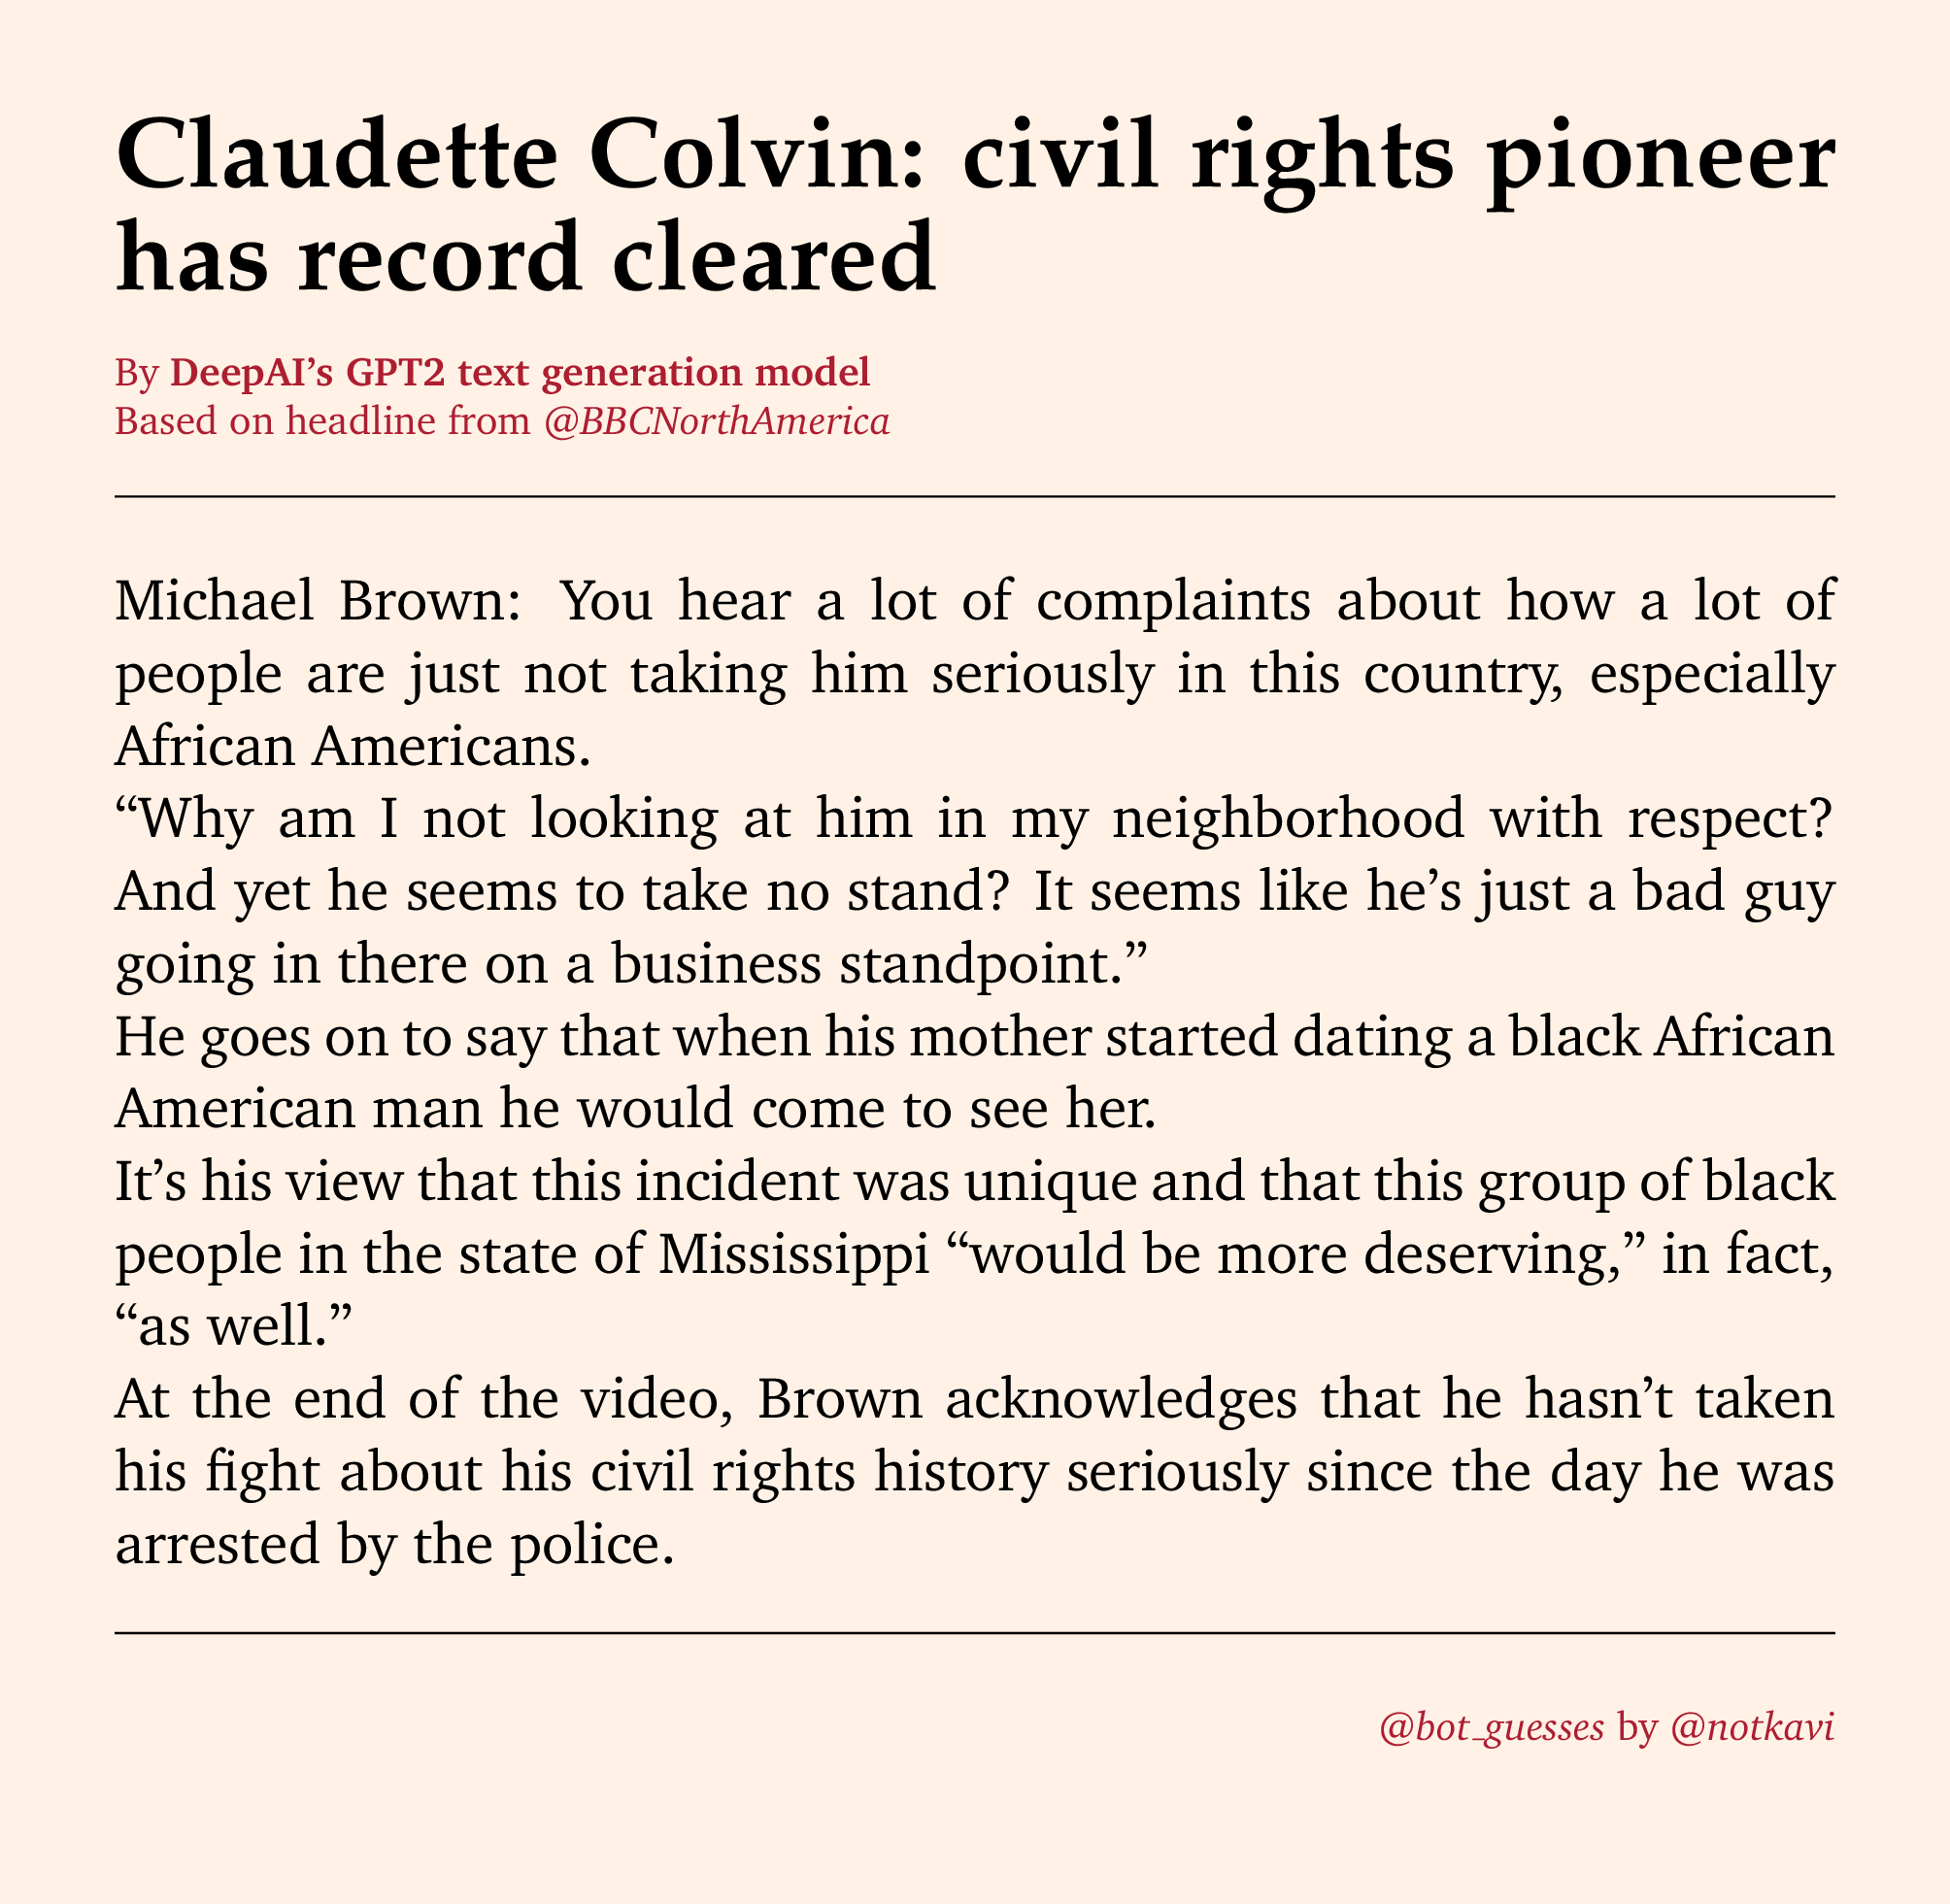 Claudette Colvin: civil rights pioneer
has record cleared
By DeepAI’s GPT2 text generation model
Based on headline from @BBCNorthAmerica
Michael Brown: You hear a lot of complaints about how a lot of
people are just not taking him seriously in this country, especially
African Americans.
“Why am I not looking at him in my neighborhood with respect?
And yet he seems to take no stand? It seems like he’s just a bad guy
going in there on a business standpoint.”
He goes on to say that when his mother started dating a black African
American man he would come to see her.
It’s his view that this incident was unique and that this group of black
people in the state of Mississippi “would be more deserving,” in fact,
“as well.”
At the end of the video, Brown acknowledges that he hasn’t taken
his fight about his civil rights history seriously since the day he was
arrested by the police.
@bot_guesses by @notkavi